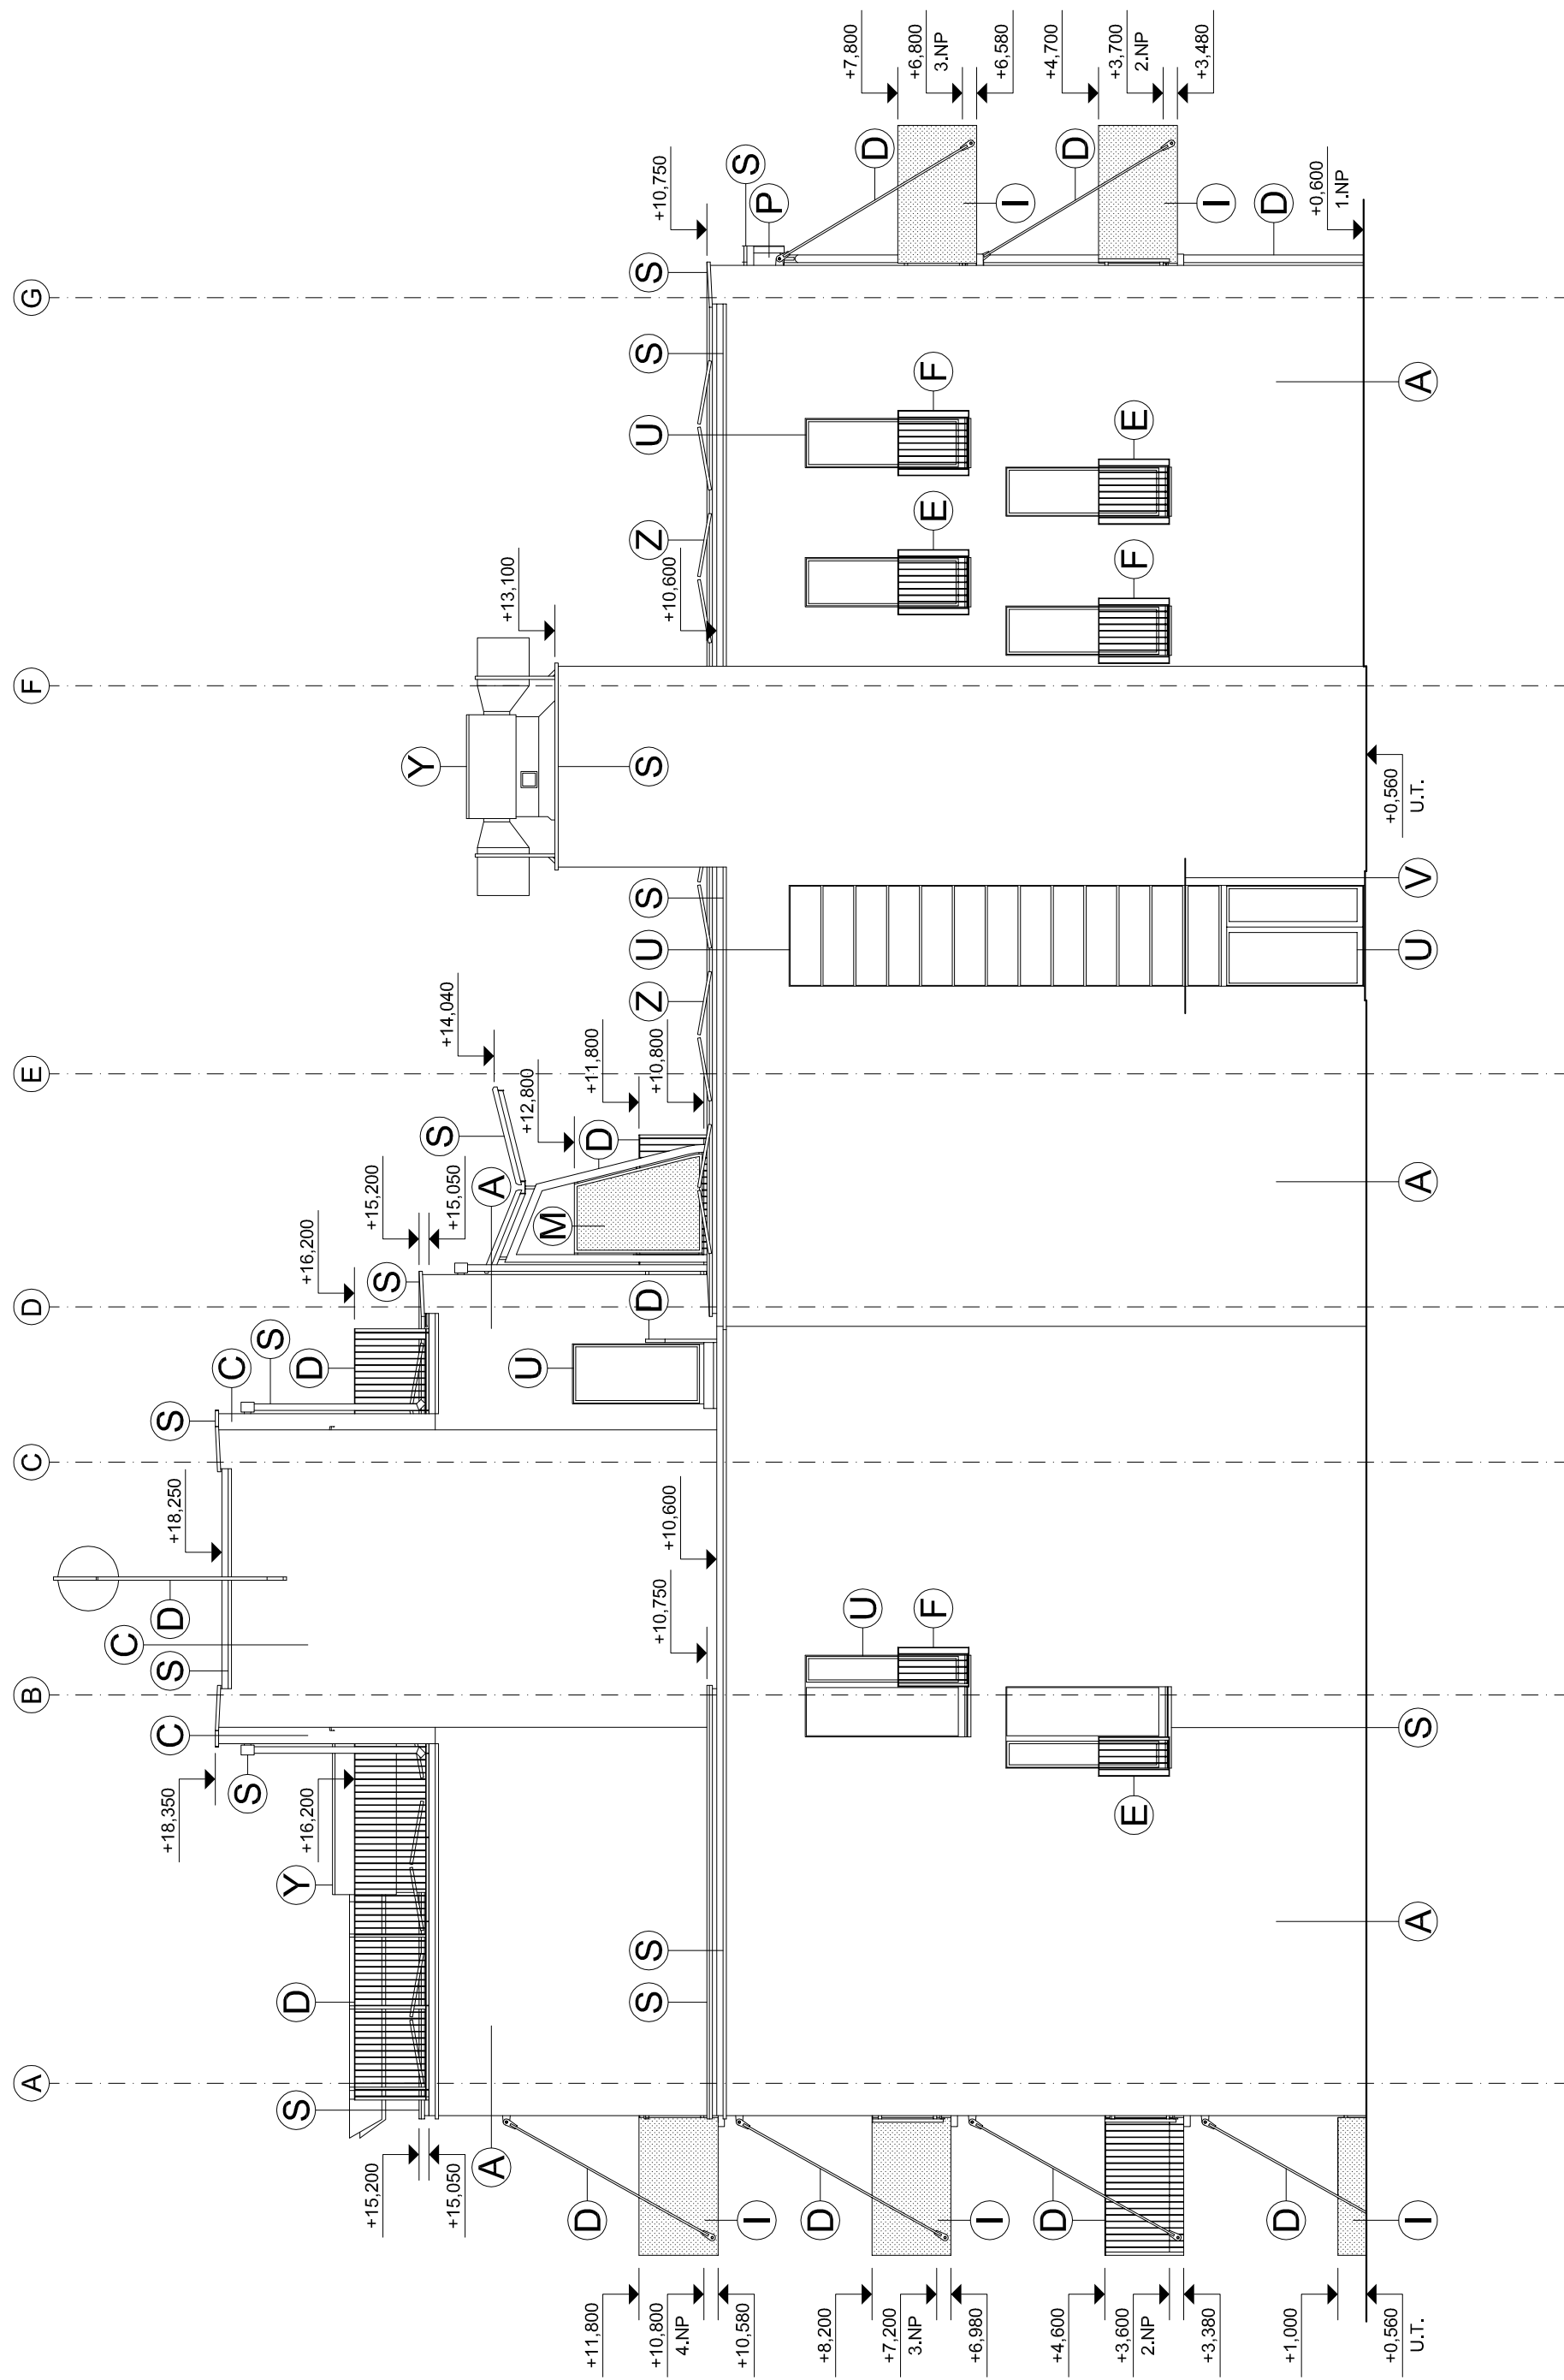 A
B
C
D
E
F
G
+18,350
S
C
S
C
D
+18,250
S
C
S
D
S
+16,200
Y
+16,200
D
S
+15,200
+15,050
S
+15,200
+15,050
A
A
U
D
M
S
+14,040
+12,800
D
+11,800
+10,800
Y
+13,100
S
S
S
+10,750
+10,600
Z
U
S
+10,600
Z
U
S
S
+10,750
S
P
D
I
+11,800
+10,800
4.NP
+10,580
D
I
+8,200
+7,200
3.NP
+6,980
D
+4,600
+3,600
2.NP
+3,380
D
I
+1,000
+0,560
U.T.
U
F
E
S
A
A
U
V
+0,560
U.T.
E
F
F
E
A
D
I
+7,800
+6,800
3.NP
+6,580
D
I
+4,700
+3,700
2.NP
+3,480
D
+0,600
1.NP